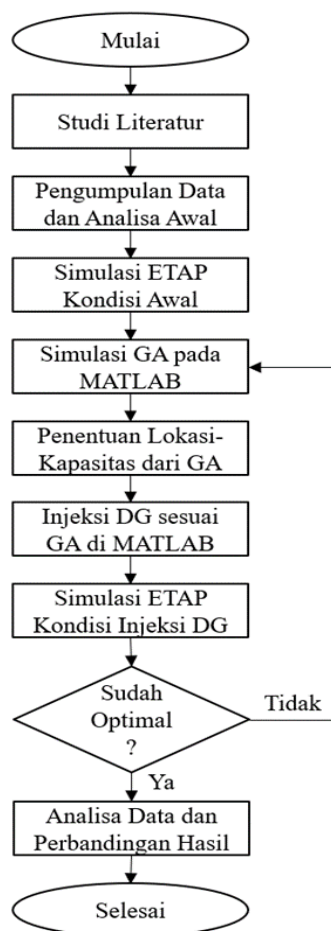 Mulai
Studi Literatur
Pengumpulan Data
dan Analisa Awal
Simulasi ETAP
Kondisi Awal
Simulasi GA pada
MATLAB
Penentuan Lokasi-
Kapasitas dari GA
Injeksi DG sesuai
GA di MATLAB
Simulasi ETAP
Kondisi Injeksi DG
Sudah
Optimal
?
Tidak
Ya
Analisa Data dan
Perbandingan Hasil
Selesai